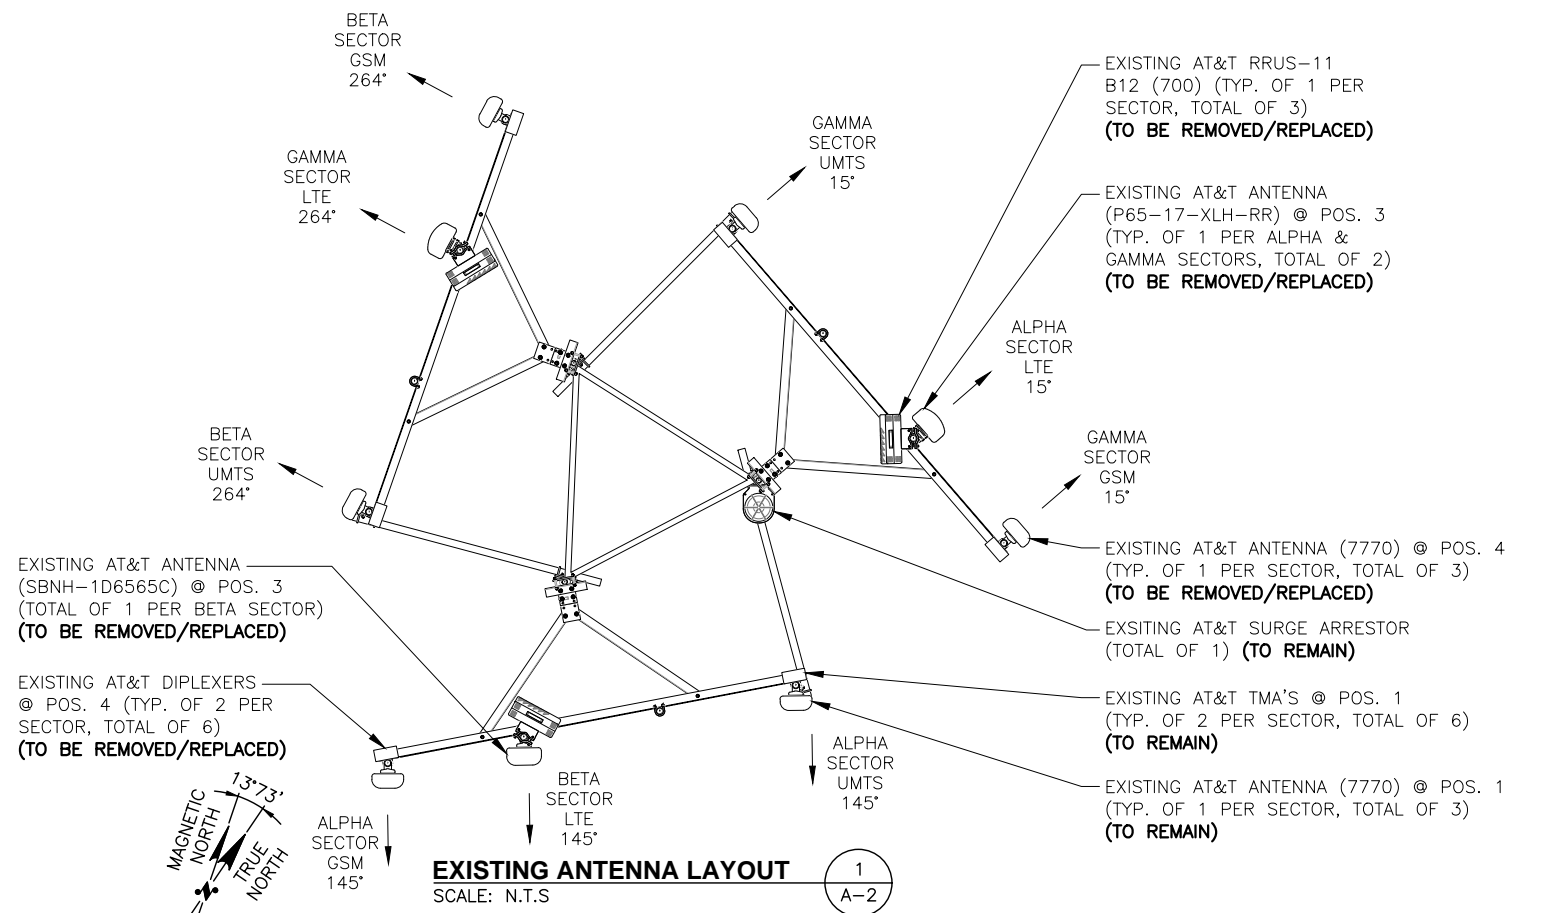 BETA
SECTOR
GSM
264°
GAMMA
SECTOR
LTE
264°
GAMMA
SECTOR
UMTS
15°
ALPHA
SECTOR
LTE
15°
GAMMA
SECTOR
GSM
15°
BETA
SECTOR
UMTS
264°
EXISTING AT&T RRUS-11
B12 (700) (TYP. OF 1 PER
SECTOR, TOTAL OF 3)
(TO BE REMOVED/REPLACED)
EXISTING AT&T ANTENNA
(P65-17-XLH-RR) @ POS. 3
(TYP. OF 1 PER ALPHA &
GAMMA SECTORS, TOTAL OF 2)
(TO BE REMOVED/REPLACED)
EXISTING AT&T ANTENNA (7770) @ POS. 4
(TYP. OF 1 PER SECTOR, TOTAL OF 3)
(TO BE REMOVED/REPLACED)
EXSITING AT&T SURGE ARRESTOR
(TOTAL OF 1) (TO REMAIN)
EXISTING AT&T TMA'S @ POS. 1
(TYP. OF 2 PER SECTOR, TOTAL OF 6)
(TO REMAIN)
EXISTING AT&T ANTENNA (7770) @ POS. 1
(TYP. OF 1 PER SECTOR, TOTAL OF 3)
(TO REMAIN)
EXISTING AT&T ANTENNA
(SBNH-1D6565C) @ POS. 3
(TOTAL OF 1 PER BETA SECTOR)
(TO BE REMOVED/REPLACED)
EXISTING AT&T DIPLEXERS
@ POS. 4 (TYP. OF 2 PER
SECTOR, TOTAL OF 6)
(TO BE REMOVED/REPLACED)
13°73'
MAGNETIC
NORTH
TRUE
NORTH
ALPHA
SECTOR
GSM
145°
BETA
SECTOR
LTE
145°
ALPHA
SECTOR
UMTS
145°
EXISTING ANTENNA LAYOUT
SCALE: N.T.S
1
A-2